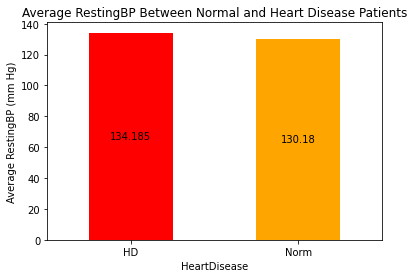 Average RestingBP Between Normal and Heart Disease Patients
140
120
100
80
60
40
20
0
Average RestingBP (mm Hg)
134.185
130.18
HD
Norm
HeartDisease